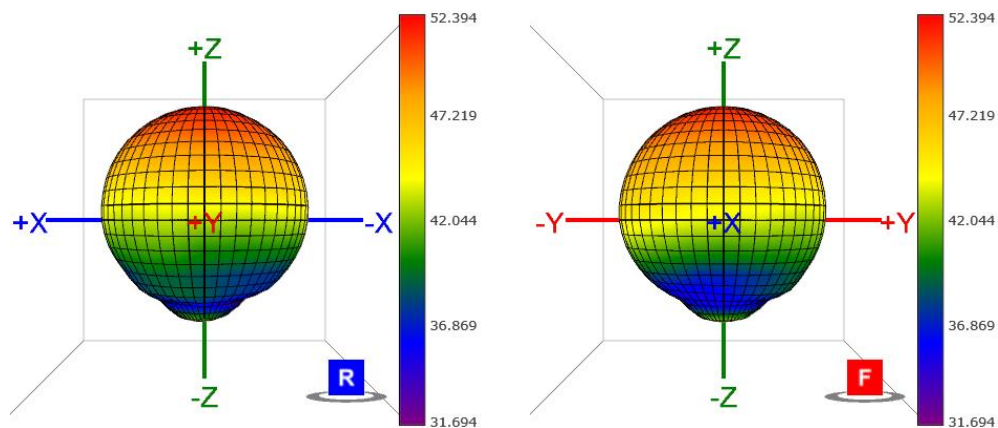 +Z
+X
+Y
-X
-Z
R
52.394
47.219
42.044
36.869
31.694
+Z
-Y
+X
+Y
-Z
F
52.394
47.219
42.044
36.869
31.694